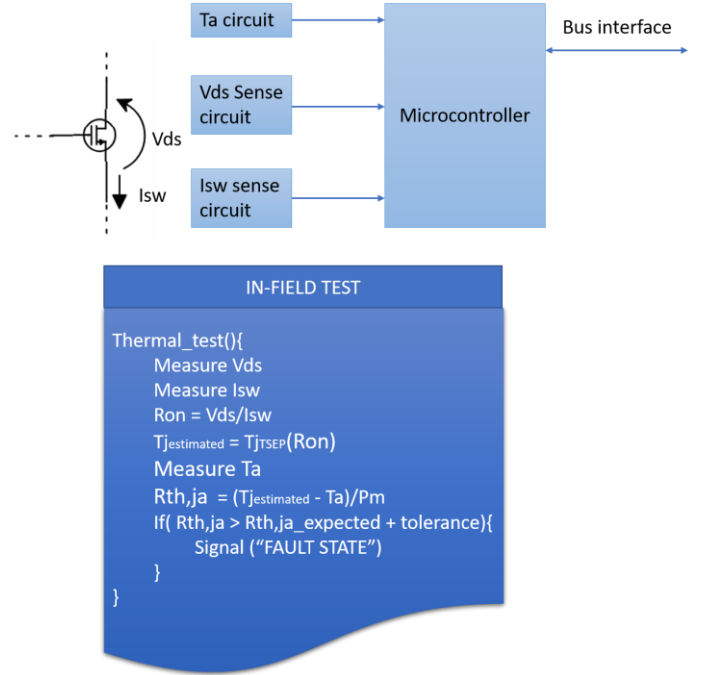 Ta circuit
Bus interface
Vds Sense
circuit
Microcontroller
Vds
Isw
Isw sense
circuit
IN-FIELD TEST
Thermal_test(){
Measure Vds
Measure Isw
Ron = Vds/Isw
Tjestimated = TjTSEP(Ron)
Measure Ta
Rth,ja = (Tjestimated - Ta)/Pm
If( Rth,ja > Rth,ja_expected + tolerance){
Signal (“FAULT STATE”)
}
}